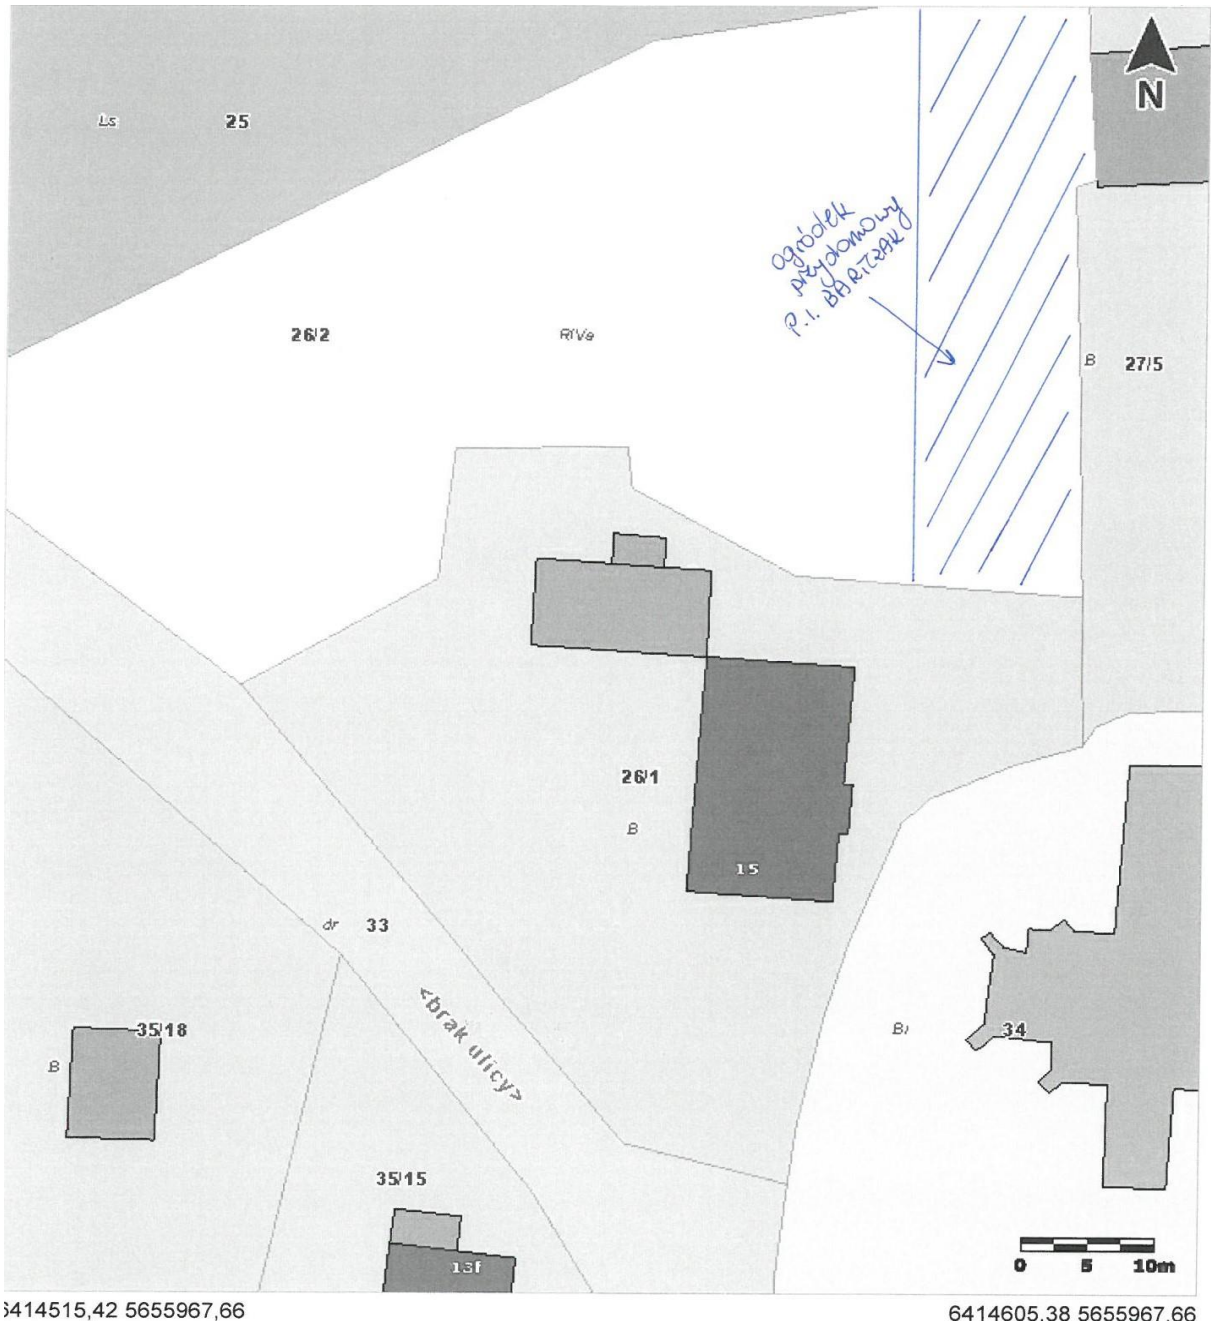 N
Ls
25
ogródek
przydomowy
P. I. BARTCZAK
26/2
RIVa
B
27/5
26/1
B
15
dr
33
<brak ulicy>
35/18
B
Bi
34
35/15
13f
0 5 10m
6414515,42 5655967,66
6414605,38 5655967,66